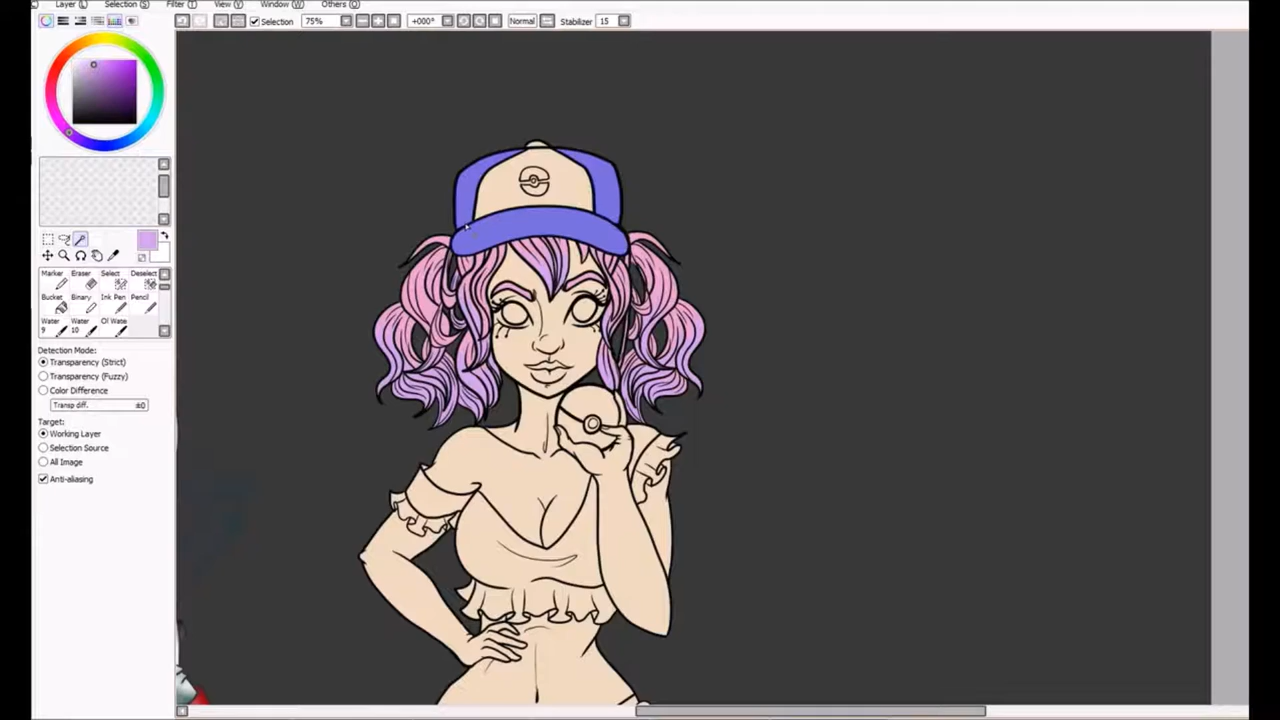 Layer (L) Selection (S) Filter (T) View (V) Window (W) Others (O)
Selection 75% +000° Normal Stabilizer 15
Marker Eraser Select Deselect
Bucket Binary Ink Pen Pencil
Water Water Oil Wate
9 10
Detection Mode:
Transparency (Strict)
Transparency (Fuzzy)
Color Difference
Transp diff. ±0
Target:
Working Layer
Selection Source
All Image
Anti-aliasing